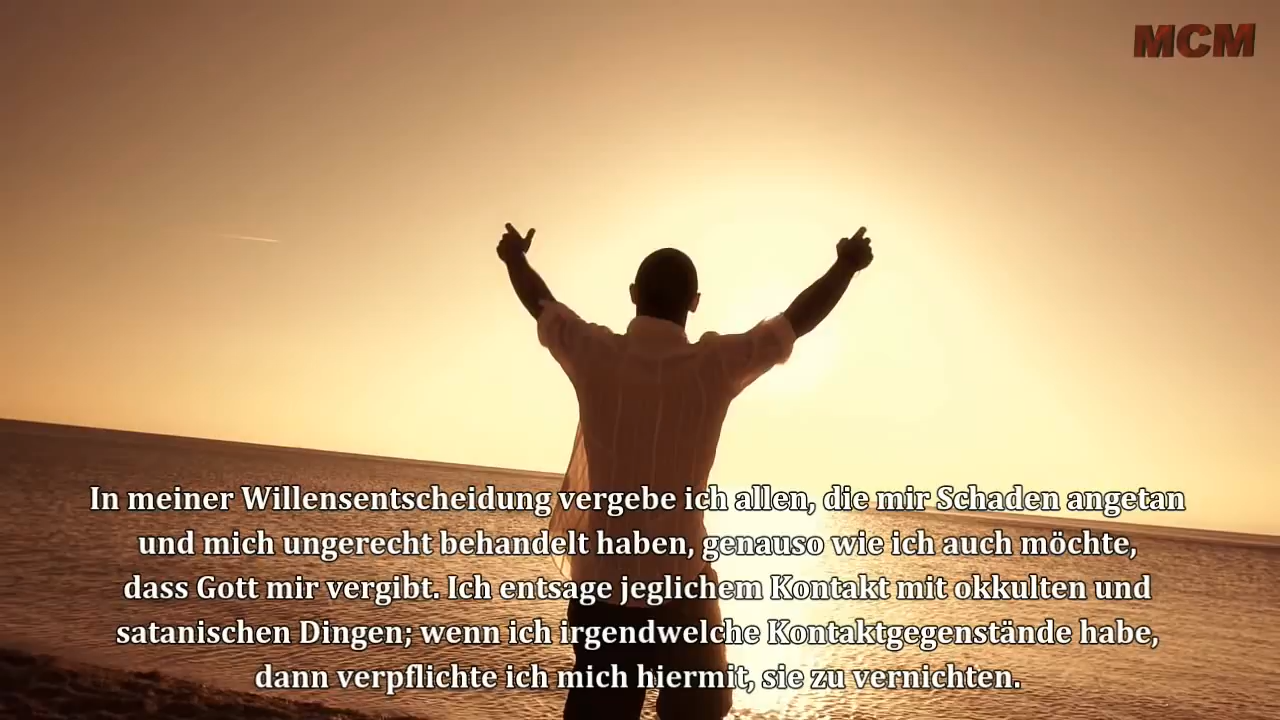 MCM
In meiner Willensentscheidung vergebe ich allen, die mir Schaden angetan
und mich ungerecht behandelt haben, genauso wie ich auch möchte,
dass Gott mir vergibt. Ich entsage jeglichem Kontakt mit okkulten und
satanischen Dingen; wenn ich irgendwelche Kontaktgegenstände habe,
dann verpflichte ich mich hiermit, sie zu vernichten.